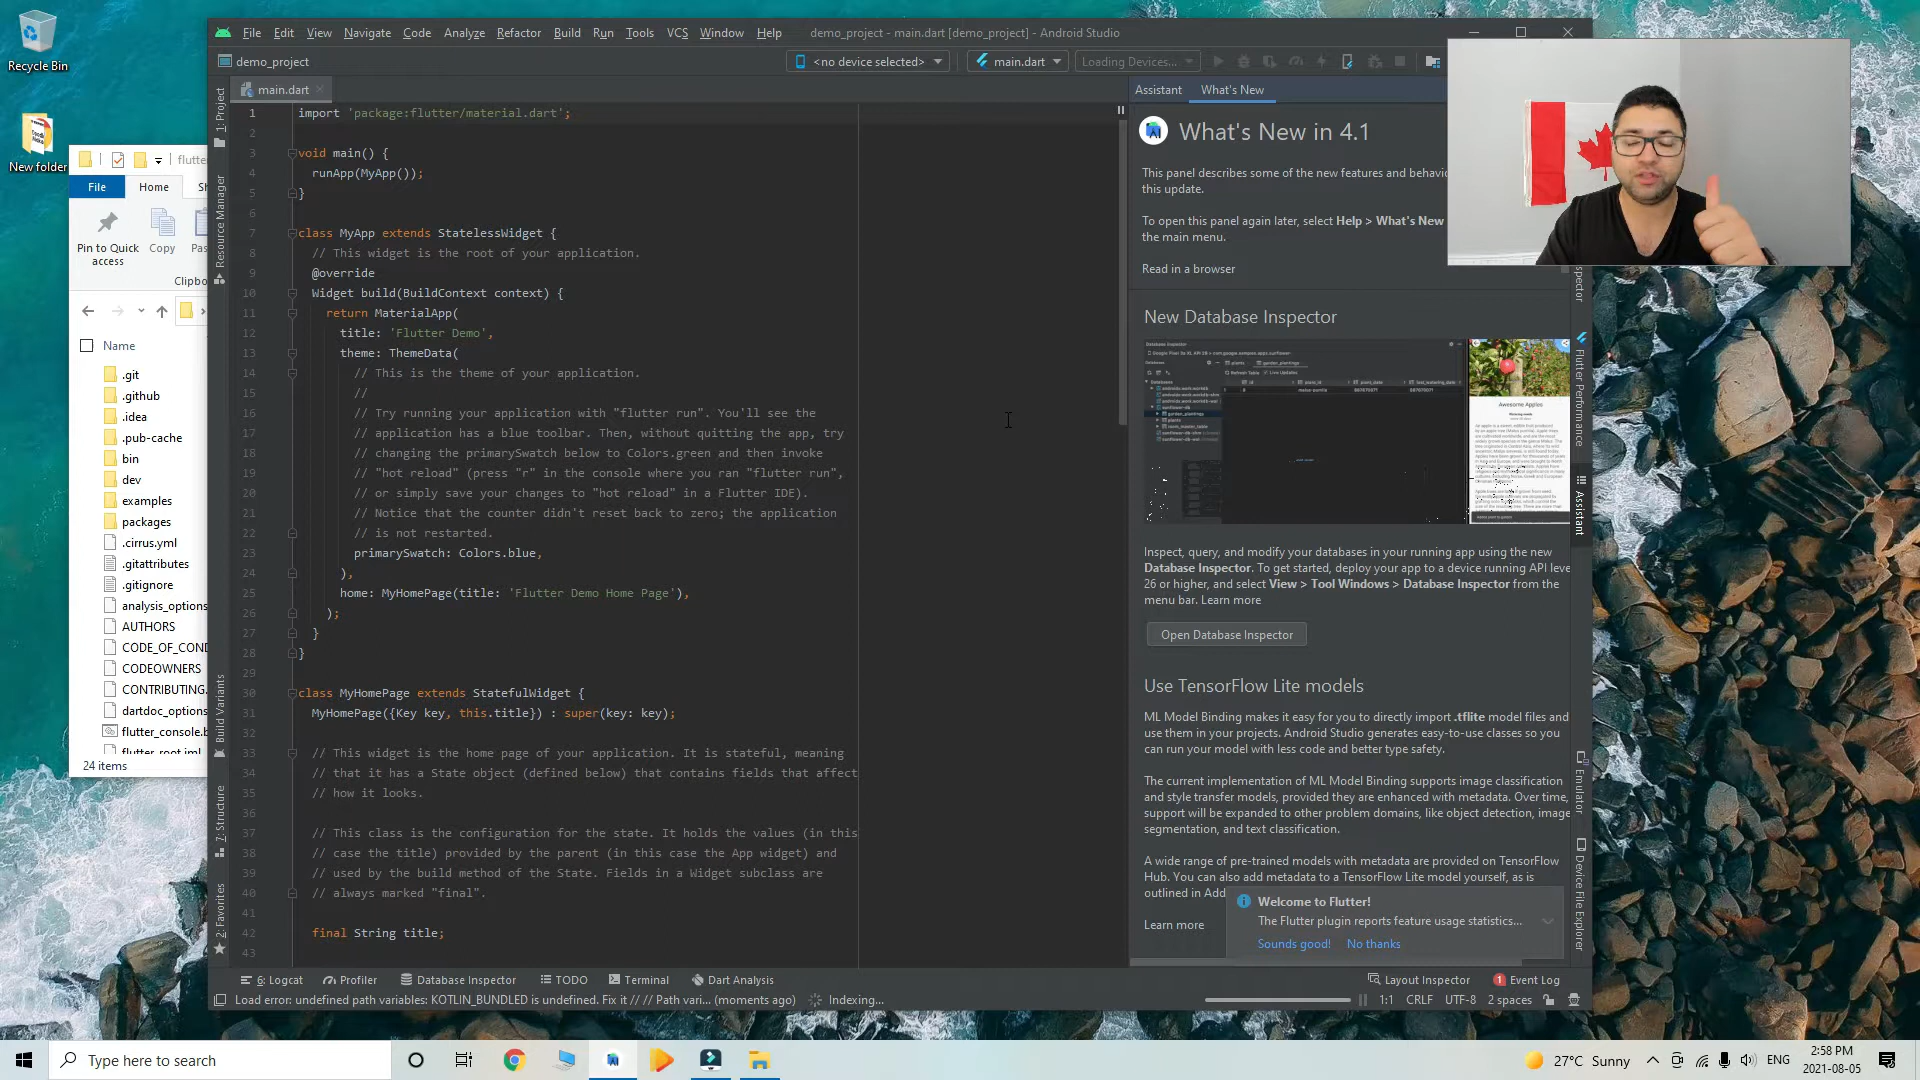 Recycle Bin
New folder
flutter
File
Home
Pin to Quick
access
Copy
Clipbo
Name
.git
.github
.idea
.pub-cache
bin
dev
examples
packages
.cirrus.yml
.gitattributes
.gitignore
analysis_options
AUTHORS
CODE_OF_COND
CODEOWNERS
CONTRIBUTING.
dartdoc_options
flutter_console.b
flutter_root.iml
24 items
File Edit View Navigate Code Analyze Refactor Build Run Tools VCS Window Help demo_project - main.dart [demo_project] - Android Studio
demo_project
<no device selected>
main.dart
Loading Devices...
main.dart
1: Project
Resource Manager
Build Variants
7: Structure
2: Favorites
1 import 'package:flutter/material.dart';
2
3 void main() {
4 runApp(MyApp());
5 }
6
7 class MyApp extends StatelessWidget {
8 // This widget is the root of your application.
9 @override
10 Widget build(BuildContext context) {
11 return MaterialApp(
12 title: 'Flutter Demo',
13 theme: ThemeData(
14 // This is the theme of your application.
15 //
16 // Try running your application with "flutter run". You'll see the
17 // application has a blue toolbar. Then, without quitting the app, try
18 // changing the primarySwatch below to Colors.green and then invoke
19 // "hot reload" (press "r" in the console where you ran "flutter run",
20 // or simply save your changes to "hot reload" in a Flutter IDE).
21 // Notice that the counter didn't reset back to zero; the application
22 // is not restarted.
23 primarySwatch: Colors.blue,
24 ),
25 home: MyHomePage(title: 'Flutter Demo Home Page'),
26 );
27 }
28 }
29
30 class MyHomePage extends StatefulWidget {
31 MyHomePage({Key key, this.title}) : super(key: key);
32
33 // This widget is the home page of your application. It is stateful, meaning
34 // that it has a State object (defined below) that contains fields that affect
35 // how it looks.
36
37 // This class is the configuration for the state. It holds the values (in this
38 // case the title) provided by the parent (in this case the App widget) and
39 // used by the build method of the State. Fields in a Widget subclass are
40 // always marked "final".
41
42 final String title;
43
Assistant What's New
What's New in 4.1
This panel describes some of the new features and behavio
this update.
To open this panel again later, select Help > What's New
the main menu.
Read in a browser
New Database Inspector
Awesome Apples
Inspect, query, and modify your databases in your running app using the new
Database Inspector. To get started, deploy your app to a device running API leve
26 or higher, and select View > Tool Windows > Database Inspector from the
menu bar. Learn more
Open Database Inspector
Use TensorFlow Lite models
ML Model Binding makes it easy for you to directly import .tflite model files and
use them in your projects. Android Studio generates easy-to-use classes so you
can run your model with less code and better type safety.
The current implementation of ML Model Binding supports image classification
and style transfer models, provided they are enhanced with metadata. Over time,
support will be expanded to other problem domains, like object detection, image
segmentation, and text classification.
A wide range of pre-trained models with metadata are provided on TensorFlow
Hub. You can also add metadata to a TensorFlow Lite model yourself, as is
outlined in Add
Learn more
Welcome to Flutter!
The Flutter plugin reports feature usage statistics...
Sounds good! No thanks
spector
Flutter Performance
Assistant
Emulator
Device File Explorer
6: Logcat Profiler Database Inspector TODO Terminal Dart Analysis
Layout Inspector 1 Event Log
Load error: undefined path variables: KOTLIN_BUNDLED is undefined. Fix it // // Path vari... (moments ago) Indexing...
1:1 CRLF UTF-8 2 spaces
Type here to search
27°C Sunny
ENG
2:58 PM
2021-08-05